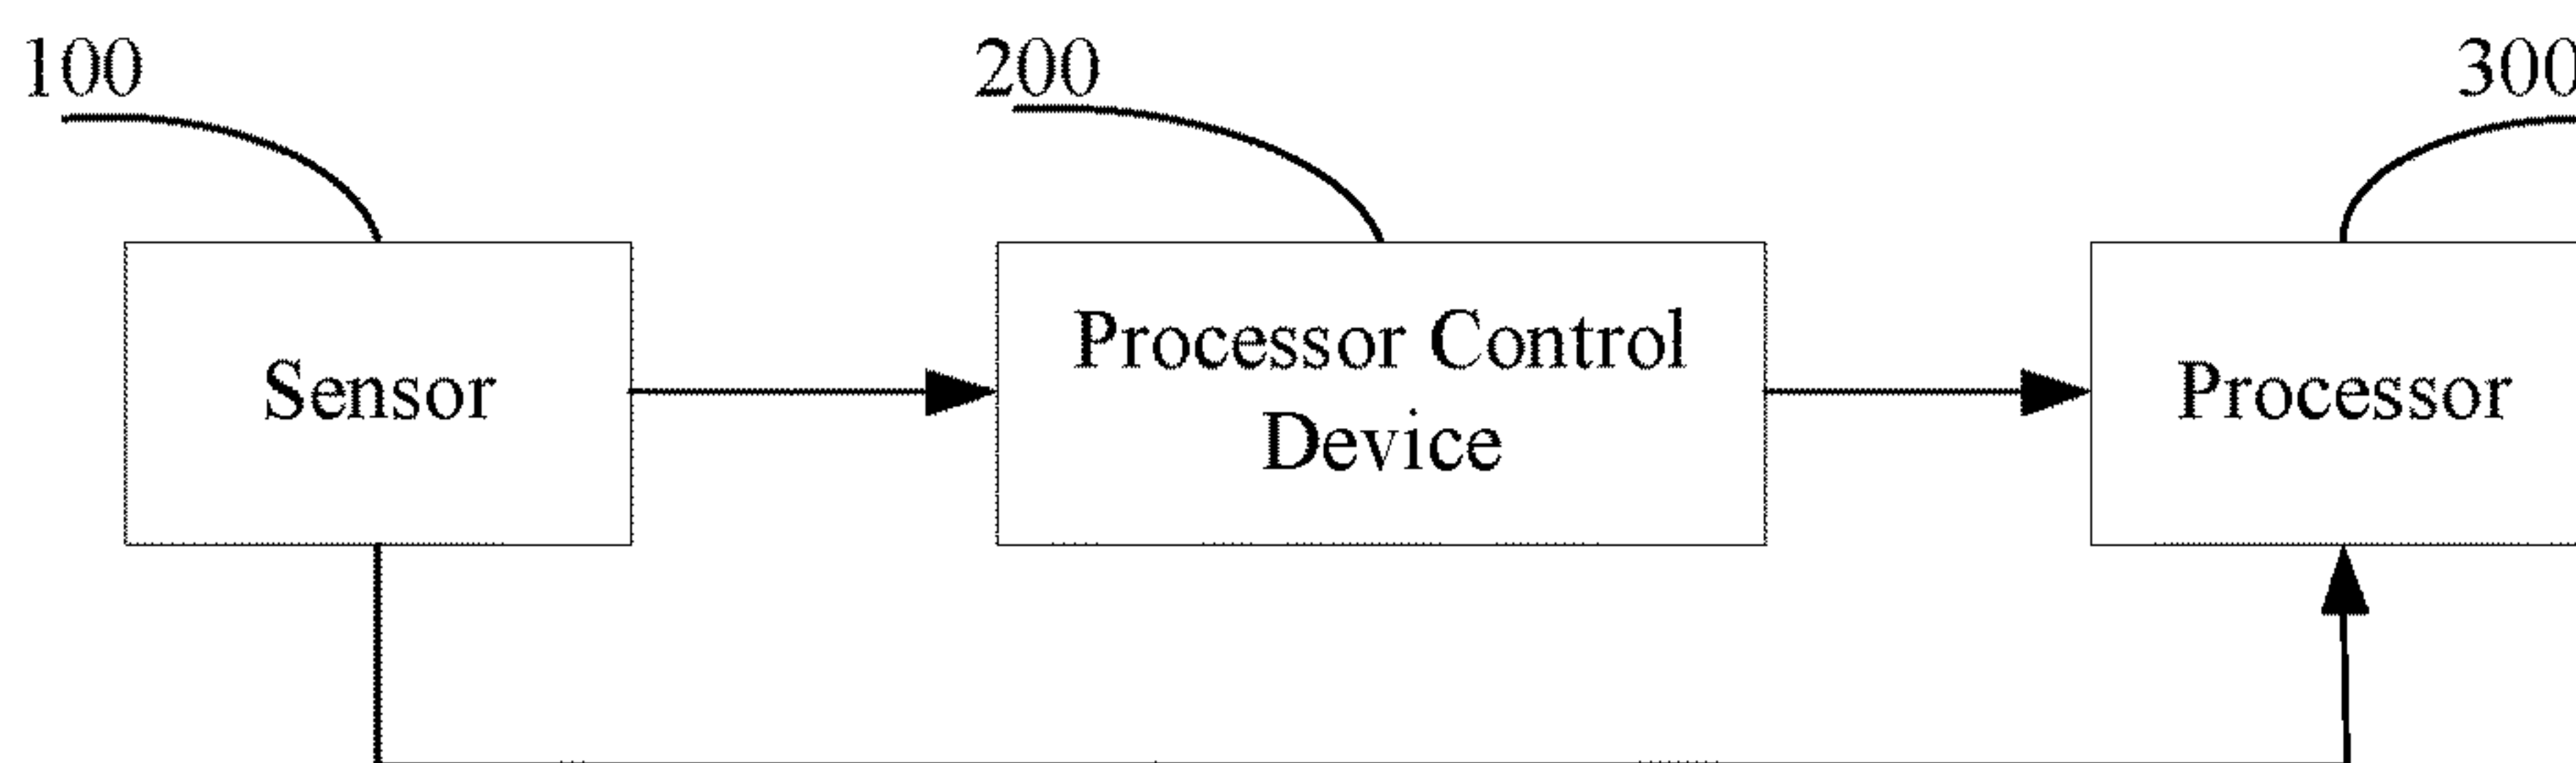 100
200
300
Sensor
Processor Control
Device
Processor